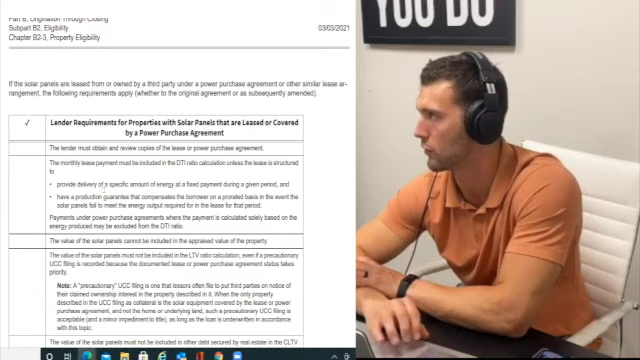 Part B, Origination Through Closing
Subpart B2, Eligibility
Chapter B2-3, Property Eligibility
03/03/2021
If the solar panels are leased from or owned by a third party under a power purchase agreement or other similar lease ar-
rangement, the following requirements apply (whether to the original agreement or as subsequently amended).
✓
Lender Requirements for Properties with Solar Panels that are Leased or Covered
by a Power Purchase Agreement
The lender must obtain and review copies of the lease or power purchase agreement.
The monthly lease payment must be included in the DTI ratio calculation unless the lease is structured
to
• provide delivery of a specific amount of energy at a fixed payment during a given period, and
• have a production guarantee that compensates the borrower on a prorated basis in the event the
solar panels fail to meet the energy output required for in the lease for that period.
Payments under power purchase agreements where the payment is calculated solely based on the
energy produced may be excluded from the DTI ratio.
The value of the solar panels cannot be included in the appraised value of the property.
The value of the solar panels must not be included in the LTV ratio calculation, even if a precautionary
UCC filing is recorded because the documented lease or power purchase agreement status takes
priority.
Note: A "precautionary" UCC filing is one that lessors often file to put third parties on notice of their claimed ownership interest in the property described in it. When the only property
described in the UCC filing as collateral is the solar equipment covered by the lease or power
purchase agreement, and not the home or underlying land, such a precautionary UCC filing is
acceptable (and a minor impediment to title), as long as the loan is underwritten in accordance
with this topic.
The value of the solar panels must not be included in other debt secured by real estate in the CLTV
YOU DO